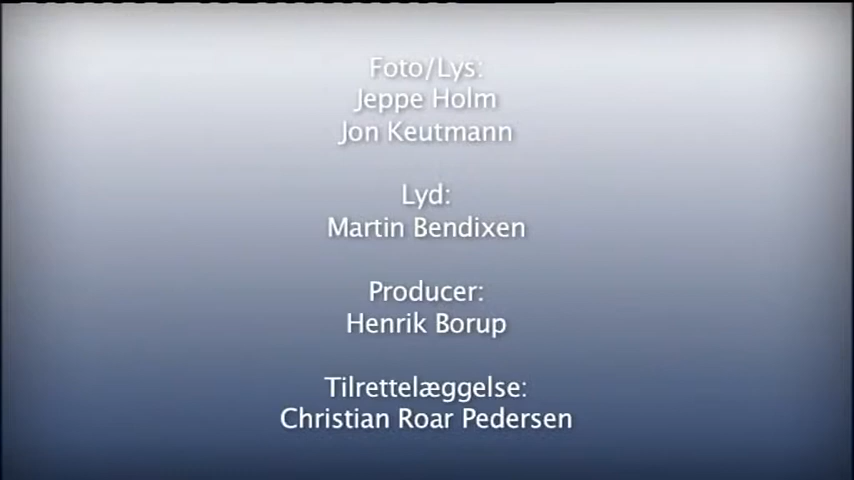 Foto/Lys:
Jeppe Holm
Jon Keutmann
Lyd:
Martin Bendixen
Producer:
Henrik Borup
Tilrettelæggelse:
Christian Roar Pedersen